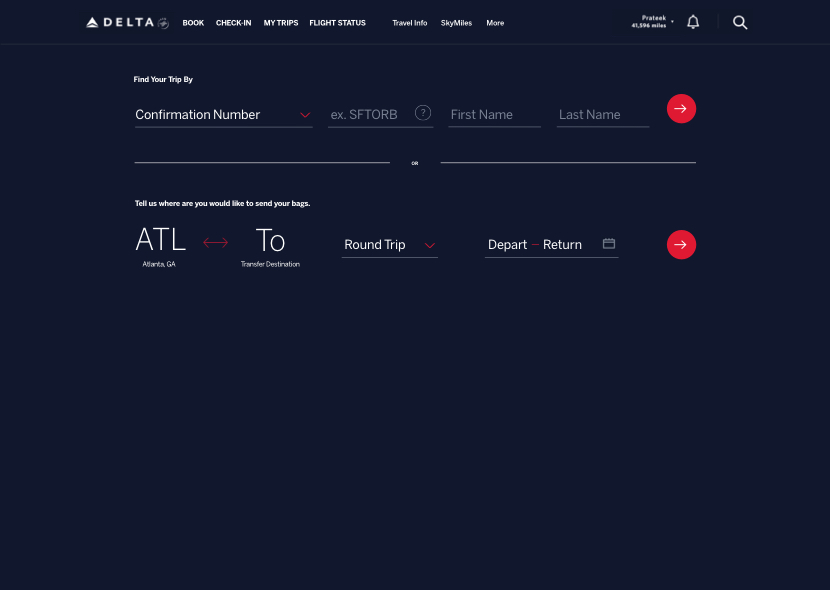 DELTA BOOK CHECK-IN MY TRIPS FLIGHT STATUS Travel Info SkyMiles More Prateek
41,596 miles
Find Your Trip By
Confirmation Number ex. SFTORB ? First Name Last Name
OR
Tell us where are you would like to send your bags.
ATL To Round Trip Depart – Return
Atlanta, GA Transfer Destination